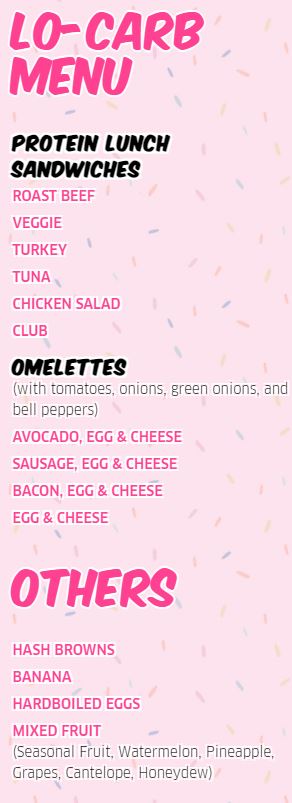 LO-CARB
MENU
PROTEIN LUNCH
SANDWICHES
ROAST BEEF
VEGGIE
TURKEY
TUNA
CHICKEN SALAD
CLUB
OMELETTES
(with tomatoes, onions, green onions, and
bell peppers)
AVOCADO, EGG & CHEESE
SAUSAGE, EGG & CHEESE
BACON, EGG & CHEESE
EGG & CHEESE
OTHERS
HASH BROWNS
BANANA
HARDBOILED EGGS
MIXED FRUIT
(Seasonal Fruit, Watermelon, Pineapple,
Grapes, Cantelope, Honeydew)